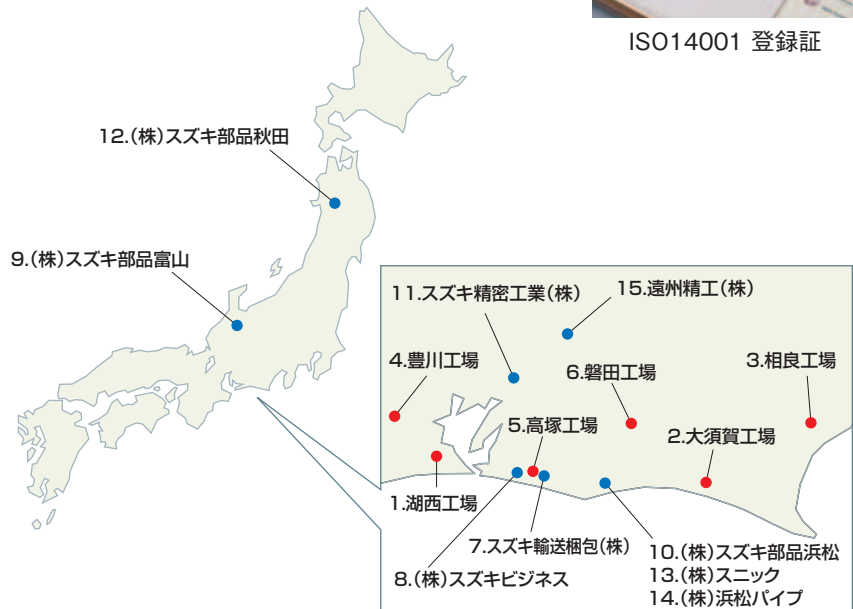 ISO14001 登録証
12.(株)スズキ部品秋田
9.(株)スズキ部品富山
11.スズキ精密工業(株)
15.遠州精工(株)
4.豊川工場
6.磐田工場
3.相良工場
5.高塚工場
2.大須賀工場
1.湖西工場
7.スズキ輸送梱包(株)
8.(株)スズキビジネス
10.(株)スズキ部品浜松
13.(株)スニック
14.(株)浜松パイプ